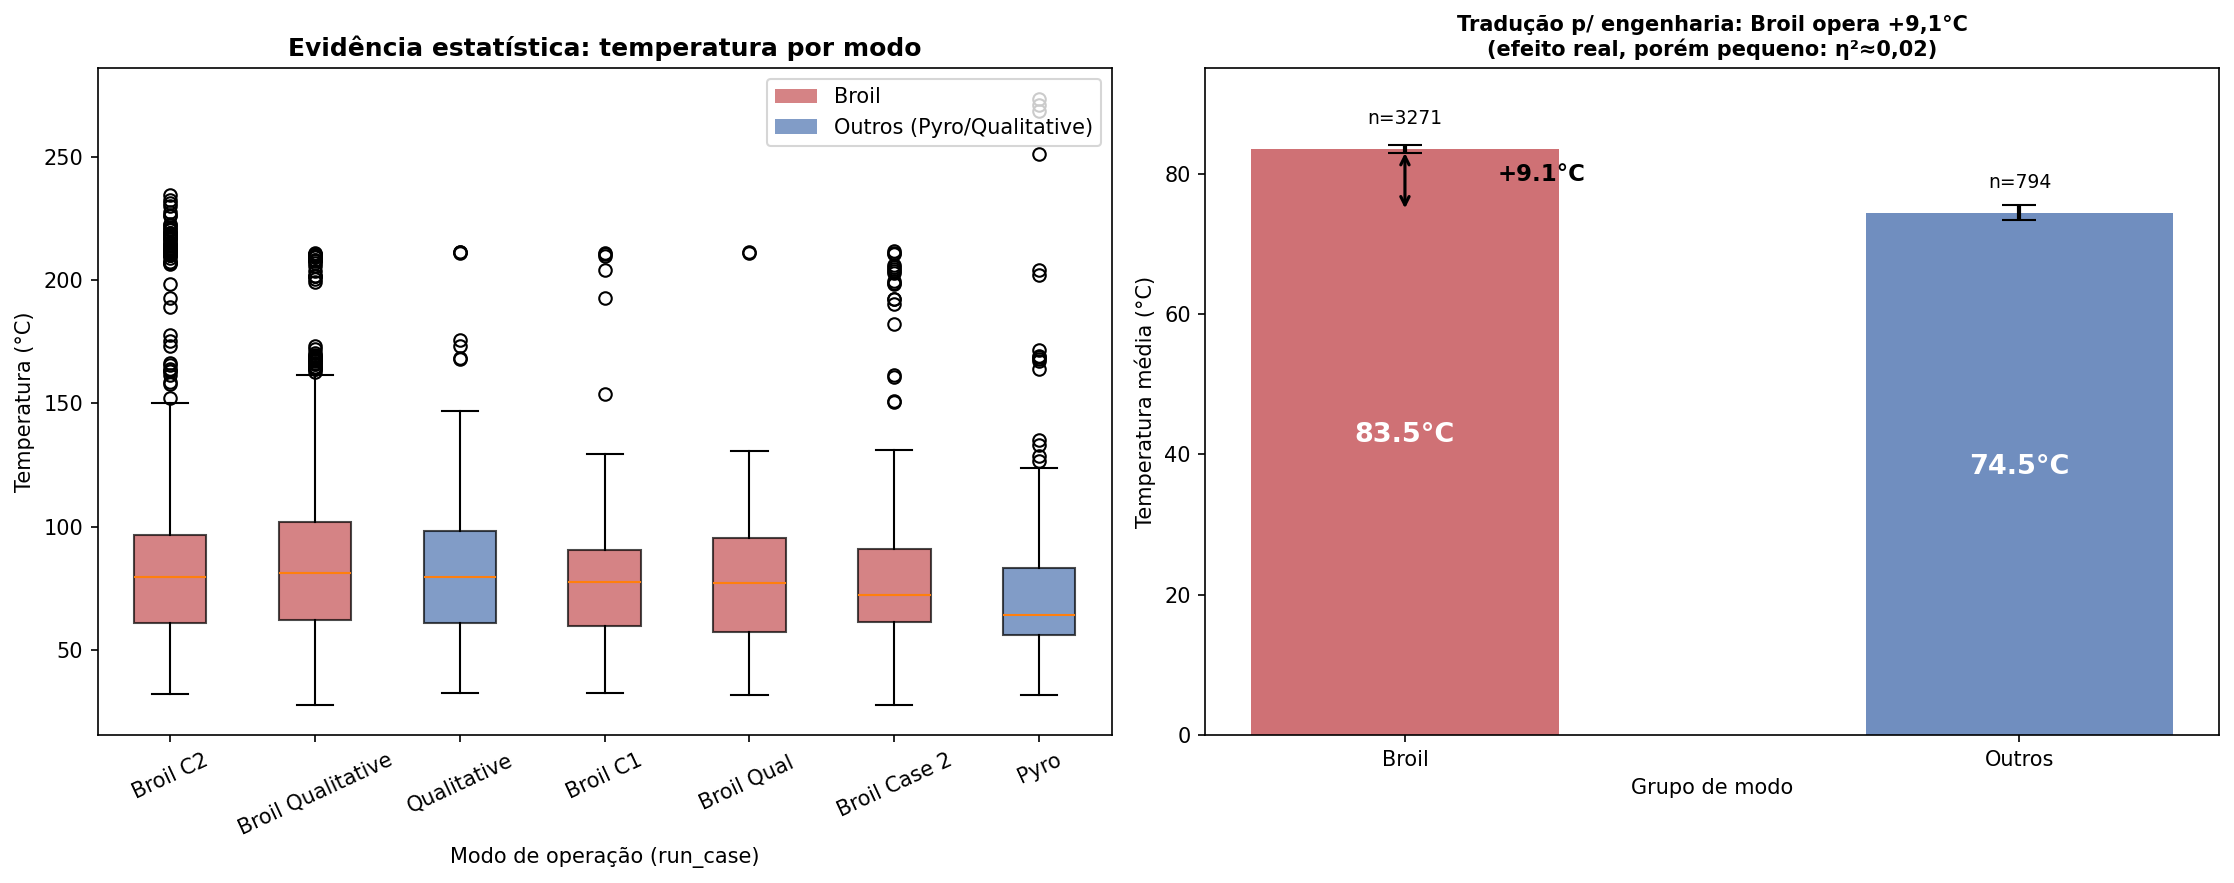 Evidência estatística: temperatura por modo
Broil
Outros (Pyro/Qualitative)
Temperatura (°C)
250
200
150
100
50
Broil C2
Broil Qualitative
Qualitative
Broil C1
Broil Qual
Broil Case 2
Pyro
Modo de operação (run_case)
Tradução p/ engenharia: Broil opera +9,1°C
(efeito real, porém pequeno: η²≈0,02)
Temperatura média (°C)
80
60
40
20
0
n=3271
+9.1°C
83.5°C
n=794
74.5°C
Broil
Outros
Grupo de modo